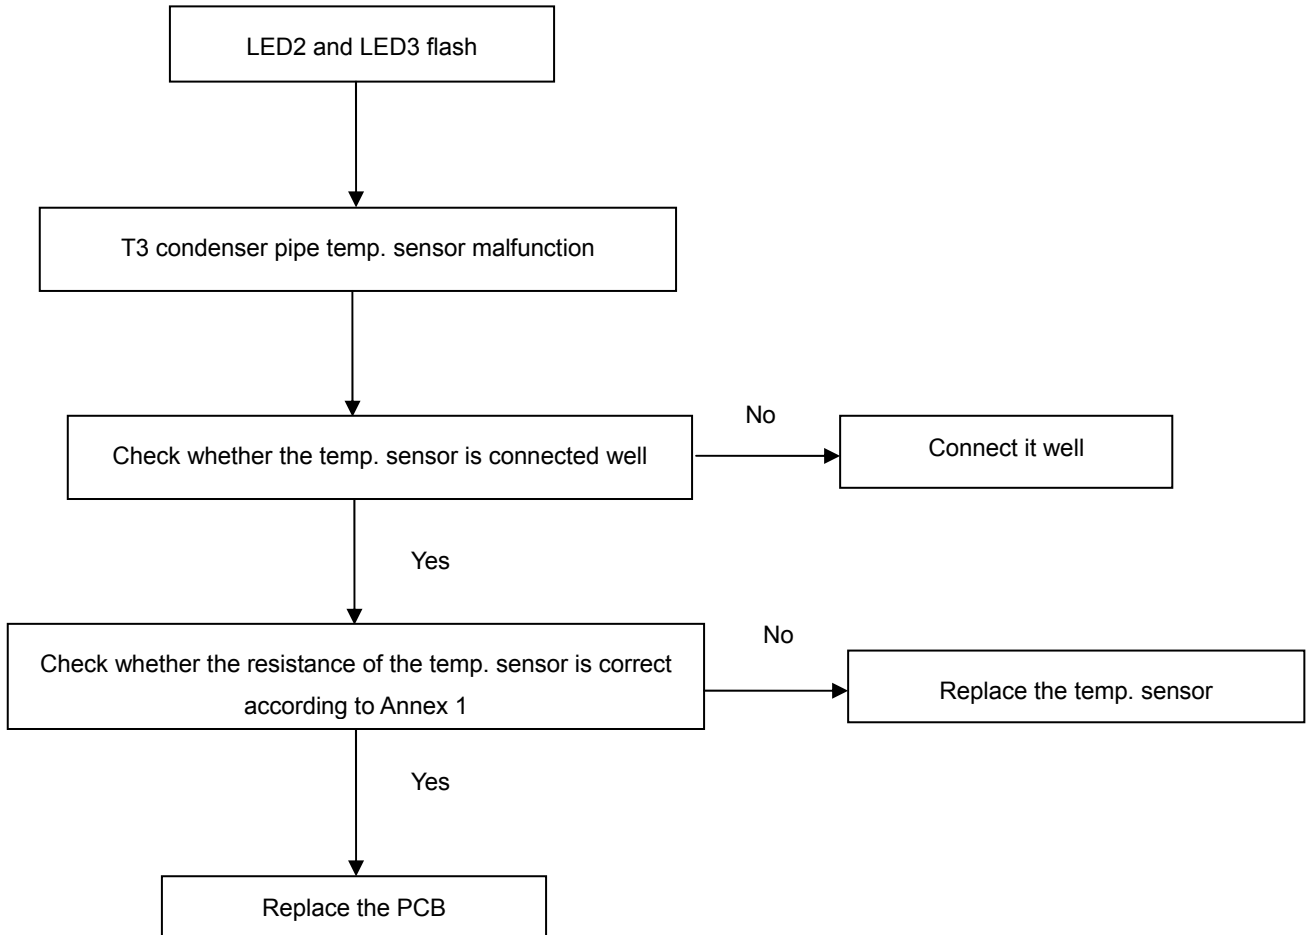 LED2 and LED3 flash
T3 condenser pipe temp. sensor malfunction
No
Check whether the temp. sensor is connected well
Connect it well
Yes
No
Check whether the resistance of the temp. sensor is correct
according to Annex 1
Replace the temp. sensor
Yes
Replace the PCB